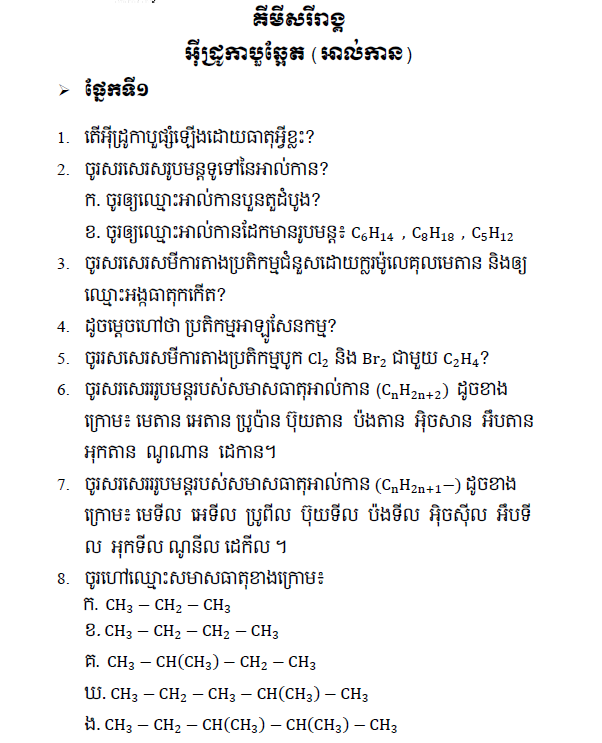 គីមីសរីរាង្គ
អ៊ីដ្រូកាបួឆ្អែត (អាល់កាន)
➢ ផ្នែកទី១
1. តើអ៊ីដ្រូកាបួផ្សំឡើងដោយធាតុអ្វីខ្លះ?
2. ចូរសរសេរសរូបមន្តទូទៅនៃអាល់កាន?
ក. ចូរឲ្យឈ្មោះអាល់កានបួនតួដំបូង?
ខ. ចូរឲ្យឈ្មោះអាល់កានដែកមានរូបមន្ត៖ C₆H₁₄ , C₈H₁₈ , C₅H₁₂
3. ចូរសរសេរសមីការតាងប្រតិកម្មជំនួសដោយក្លរម៉ូលេគុលមេតាន និងឲ្យ
ឈ្មោះអង្គធាតុកកើត?
4. ដូចម្ដេចហៅថា ប្រតិកម្មអាឡូសែនកម្ម?
5. ចូររសសេរសមីការតាងប្រតិកម្មបូក Cl₂ និង Br₂ ជាមួយ C₂H₄?
6. ចូរសរសេររូបមន្តរបស់សមាសធាតុអាល់កាន (CₙH₂ₙ₊₂) ដូចខាង
ក្រោម៖ មេតាន អេតាន ប្រូប៉ាន ប៊ុយតាន ប៉ងតាន អ៊ិចសាន អឹបតាន
អុកតាន ណូណាន ដេកាន។
7. ចូរសរសេររូបមន្តរបស់សមាសធាតុអាល់កាន (CₙH₂ₙ₊₁−) ដូចខាង
ក្រោម៖ មេទីល អេទីល ប្រូពីល ប៊ុយទីល ប៉ងទីល អ៊ិចស៊ីល អឹបទី
ល អុកទីល ណូនីល ដេកីល ។
8. ចូរហៅឈ្មោះសមាសធាតុខាងក្រោម៖
ក. CH₃ − CH₂ − CH₃
ខ. CH₃ − CH₂ − CH₂ − CH₃
គ. CH₃ − CH(CH₃) − CH₂ − CH₃
ឃ. CH₃ − CH₂ − CH₃ − CH(CH₃) − CH₃
ង. CH₃ − CH₂ − CH(CH₃) − CH(CH₃) − CH₃